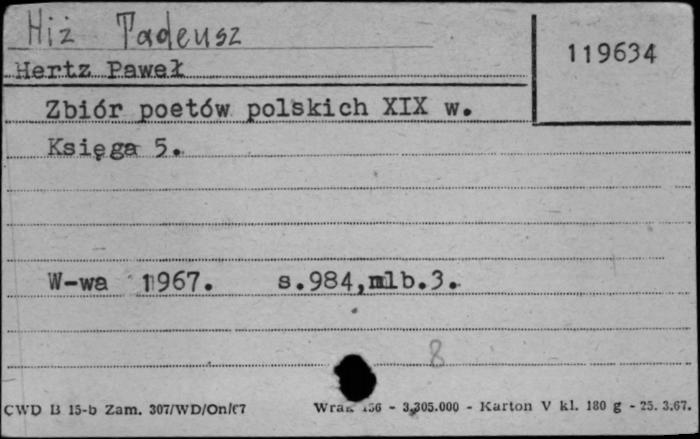 Hiż Tadeusz
119634
Hertz Paweł
Zbiór poetów polskich XIX w.
Księga 5.
W-wa 1967. s.984,nlb.3.
8
CWD B 15-b Zam. 307/WD/On/67 - 3,305.000 - Karton V kl. 180 g - 25. 3.67.